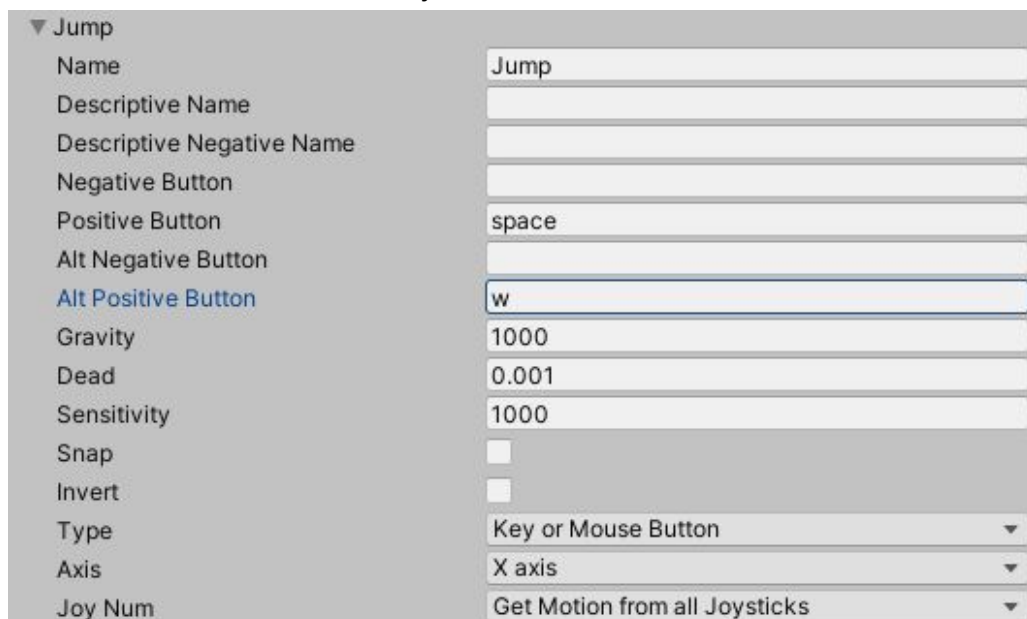 Jump
Name Jump
Descriptive Name
Descriptive Negative Name
Negative Button
Positive Button space
Alt Negative Button
Alt Positive Button w
Gravity 1000
Dead 0.001
Sensitivity 1000
Snap
Invert
Type Key or Mouse Button
Axis X axis
Joy Num Get Motion from all Joysticks